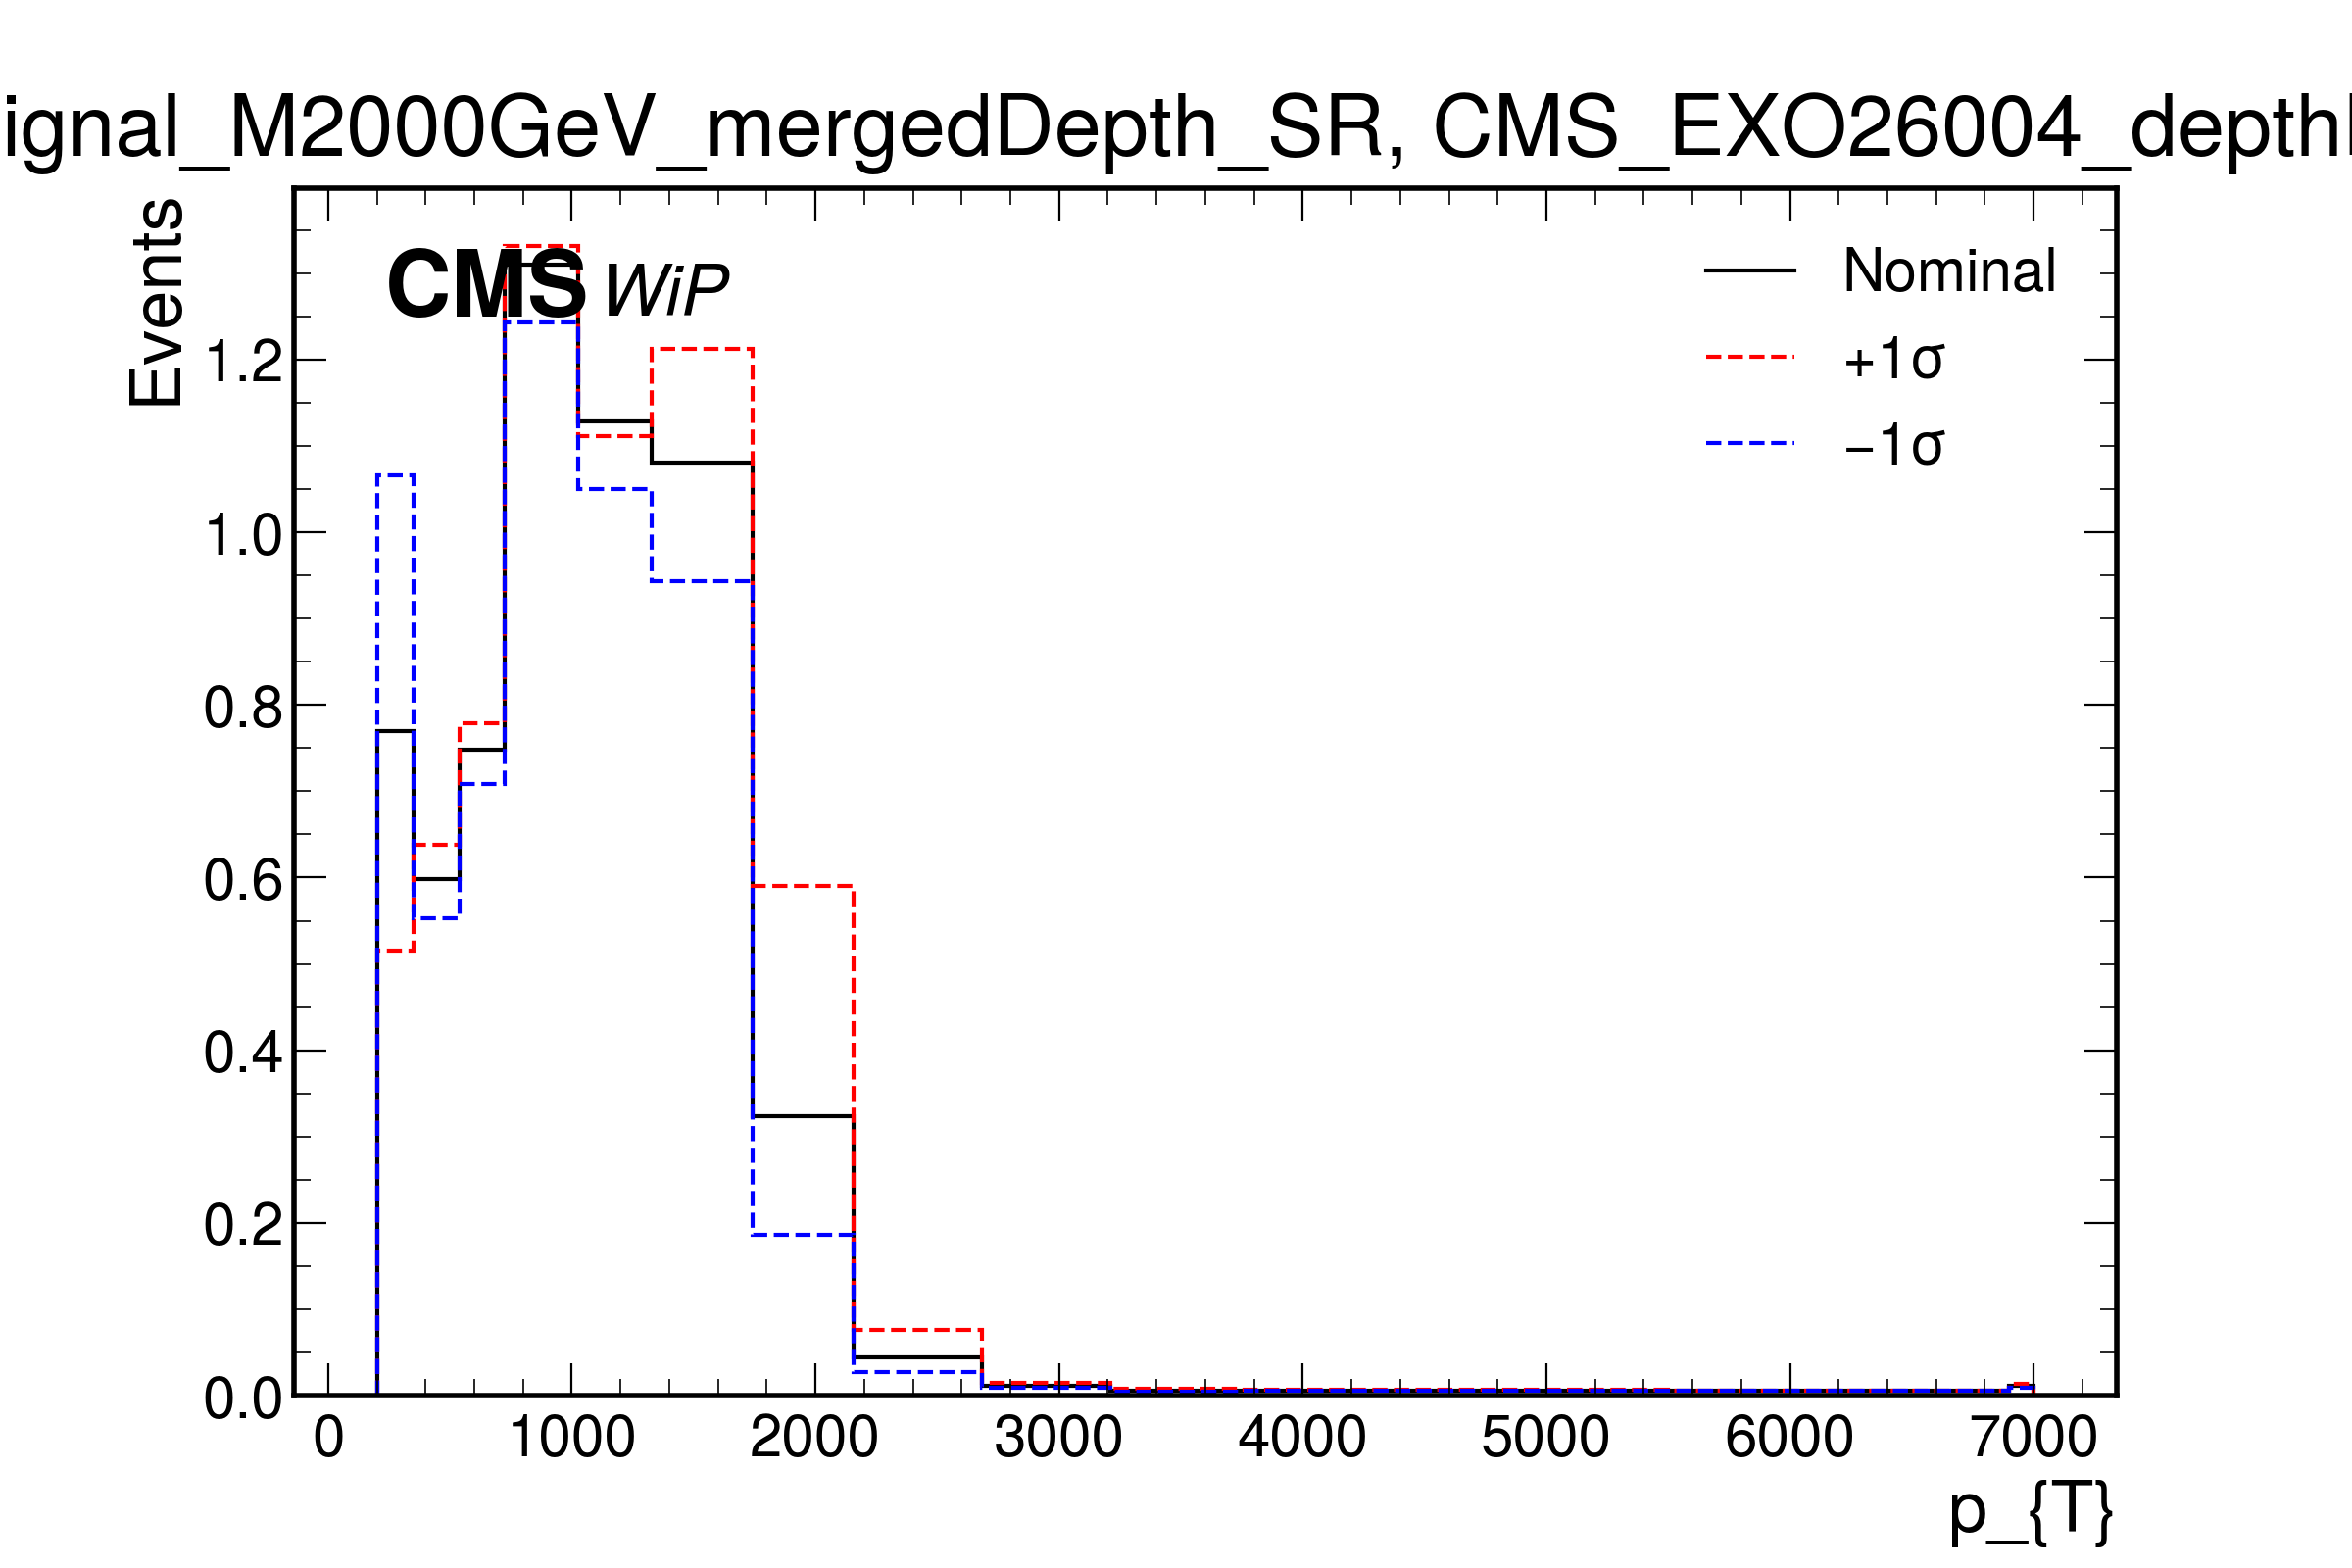 ignal_M2000GeV_mergedDepth_SR, CMS_EXO26004_depth
Events
CMS WiP
Nominal
+1σ
−1σ
1.2
1.0
0.8
0.6
0.4
0.2
0.0
0 1000 2000 3000 4000 5000 6000 7000
p_{T}